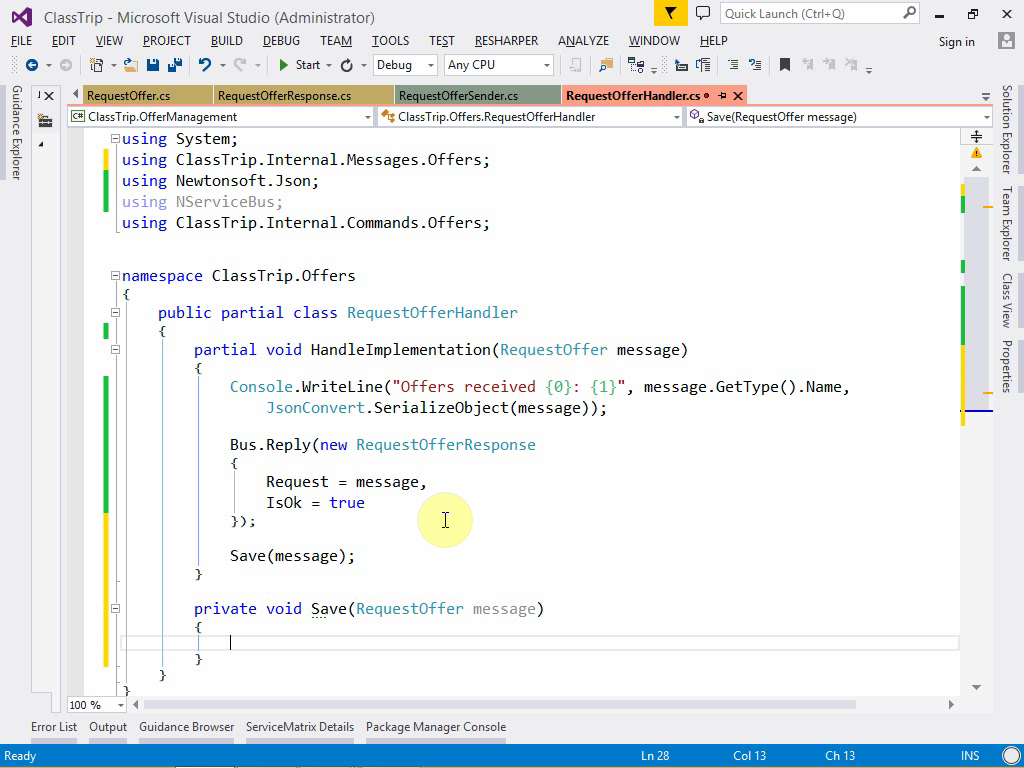 ClassTrip - Microsoft Visual Studio (Administrator)
Quick Launch (Ctrl+Q)
FILE EDIT VIEW PROJECT BUILD DEBUG TEAM TOOLS TEST RESHARPER ANALYZE WINDOW HELP Sign in
Start Debug Any CPU
RequestOffer.cs RequestOfferResponse.cs RequestOfferSender.cs RequestOfferHandler.cs
C# ClassTrip.OfferManagement ClassTrip.Offers.RequestOfferHandler Save(RequestOffer message)
Guidance Explorer
using System;
using ClassTrip.Internal.Messages.Offers;
using Newtonsoft.Json;
using NServiceBus;
using ClassTrip.Internal.Commands.Offers;
namespace ClassTrip.Offers
{
public partial class RequestOfferHandler
{
partial void HandleImplementation(RequestOffer message)
{
Console.WriteLine("Offers received {0}: {1}", message.GetType().Name,
JsonConvert.SerializeObject(message));
Bus.Reply(new RequestOfferResponse
{
Request = message,
IsOk = true
});
Save(message);
}
private void Save(RequestOffer message)
{
}
}
}
Solution Explorer
Team Explorer
Class View
Properties
100 %
Error List Output Guidance Browser ServiceMatrix Details Package Manager Console
Ready Ln 28 Col 13 Ch 13 INS